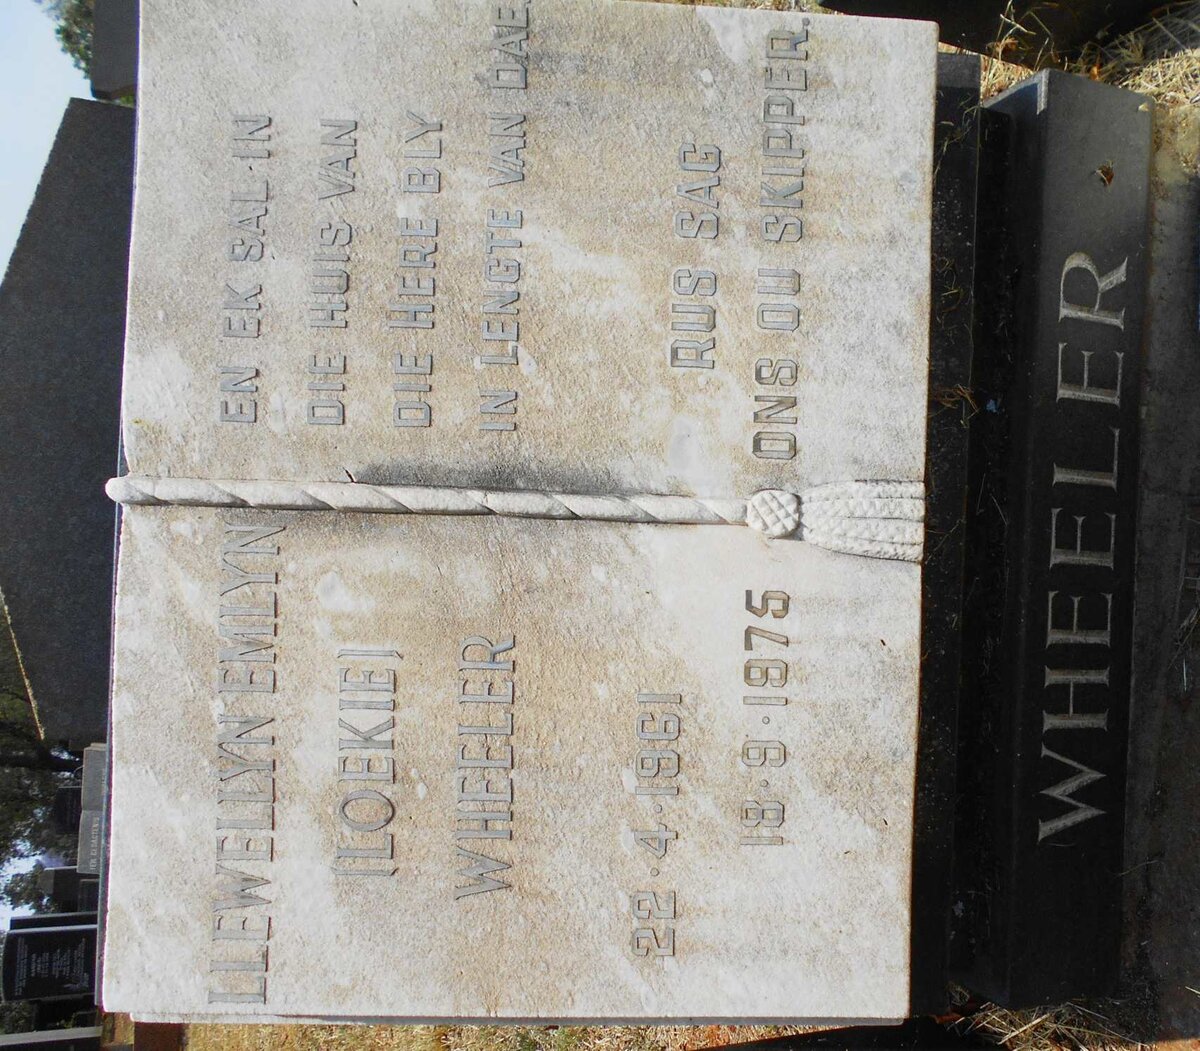 LLEWELLYN EMLYN
(LOEKIE)
WHEELER
22·4·1961
18·9·1975
EN EK SAL IN
DIE HUIS VAN
DIE HERE BLY
IN LENGTE VAN DAE.
RUS SAG
ONS OU SKIPPER.
WHEELER